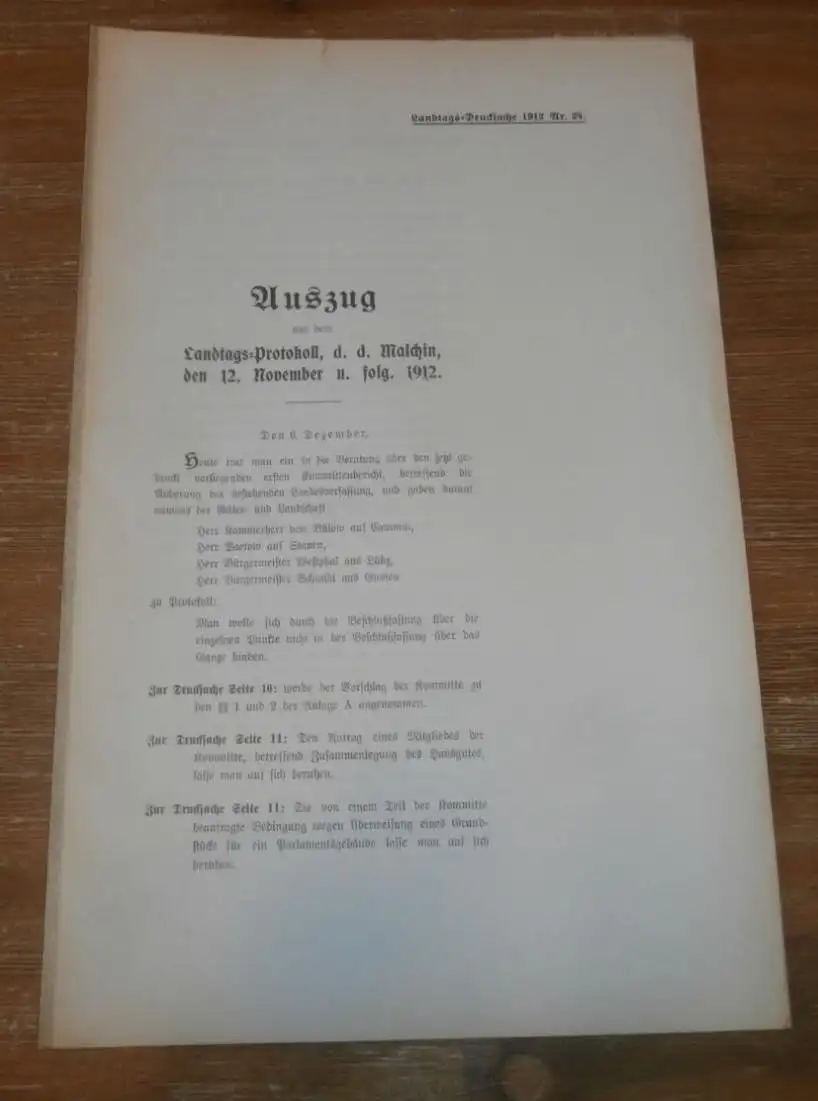 Landtags-Drucksache 1912 Nr.
Auszug
aus dem
Landtags-Protokoll, d. d. Malchin,
den 12. November u. folg. 1912.
Den 6. Dezember.
Heute trat man ein in die Beratung über den jetzt ge-
druckt vorliegenden ersten Committenbericht, betreffend die
Änderung der bestehenden Landesverfassung, und gaben darauf
namens der Ritter- und Landschaft
Herr Kammerherr von Bülow auf
Herr auf
Herr Bürgermeister Westphal aus Lübz,
Herr Bürgermeister Schmidt aus Gnoien
zu Protokoll:
Man wolle sich durch die Beschlußfassung über die
einzelnen Punkte nicht in der Beschlußfassung über das
Ganze binden.
Zur Drucksache Seite 10: werde der Vorschlag der Kommitte zu
den §§ 1 und 2 der Anlage A angenommen.
Zur Drucksache Seite 11: Den Antrag eines Mitgliedes der
Kommitte, betreffend Zusammenlegung des Hausgutes,
lasse man auf sich beruhen.
Zur Drucksache Seite 11: Die von einem Teil der Kommitte
beantragte Bedingung wegen Überweisung eines Grund-
stücks für ein Parlamentsgebäude lasse man auf sich
beruhen.